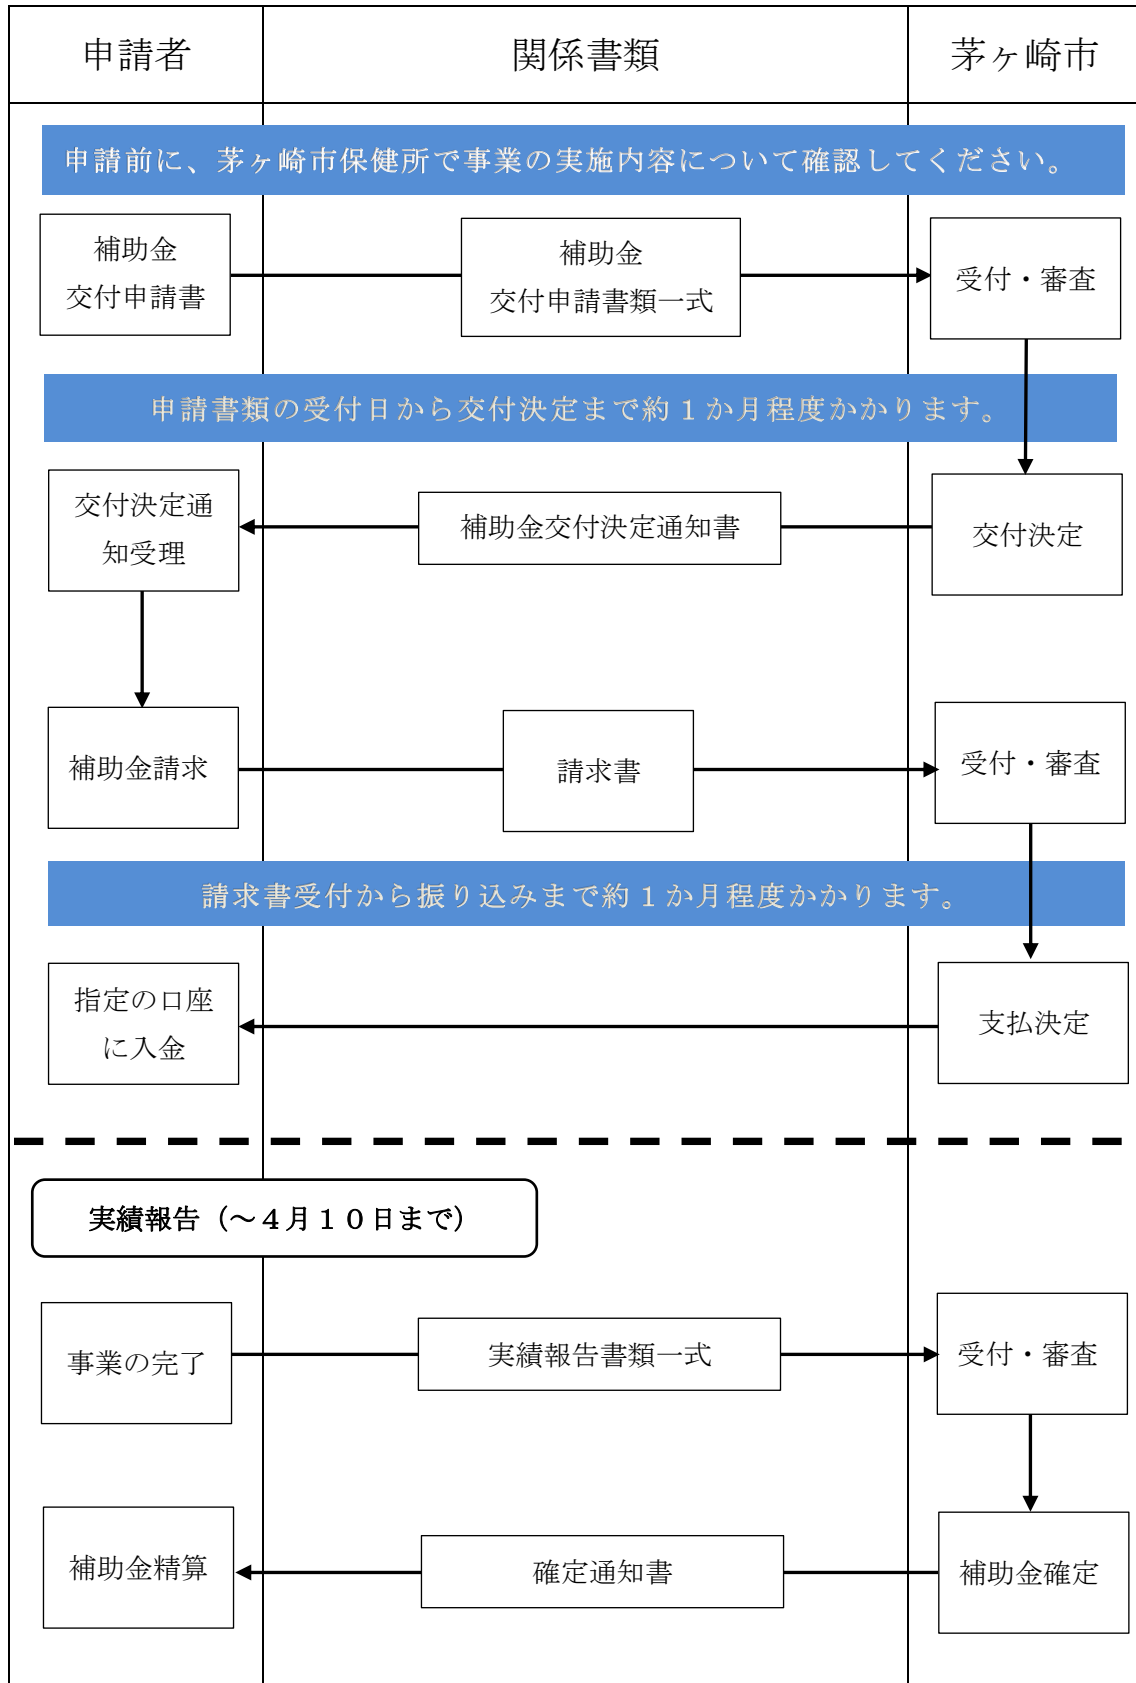 申請者
関係書類
茅ヶ崎市
申請前に、茅ヶ崎市保健所で事業の実施内容について確認してください。
補助金
交付申請書
補助金
交付申請書類一式
受付・審査
申請書類の受付日から交付決定まで約１か月程度かかります。
交付決定通
知受理
補助金交付決定通知書
交付決定
補助金請求
請求書
受付・審査
請求書受付から振り込みまで約１か月程度かかります。
指定の口座
に入金
支払決定
実績報告（～４月１０日まで）
事業の完了
実績報告書類一式
受付・審査
補助金精算
確定通知書
補助金確定